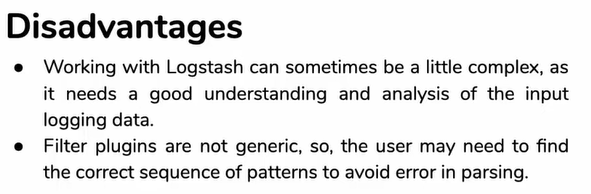 Disadvantages
● Working with Logstash can sometimes be a little complex, as
it needs a good understanding and analysis of the input
logging data.
● Filter plugins are not generic, so, the user may need to find
the correct sequence of patterns to avoid error in parsing.